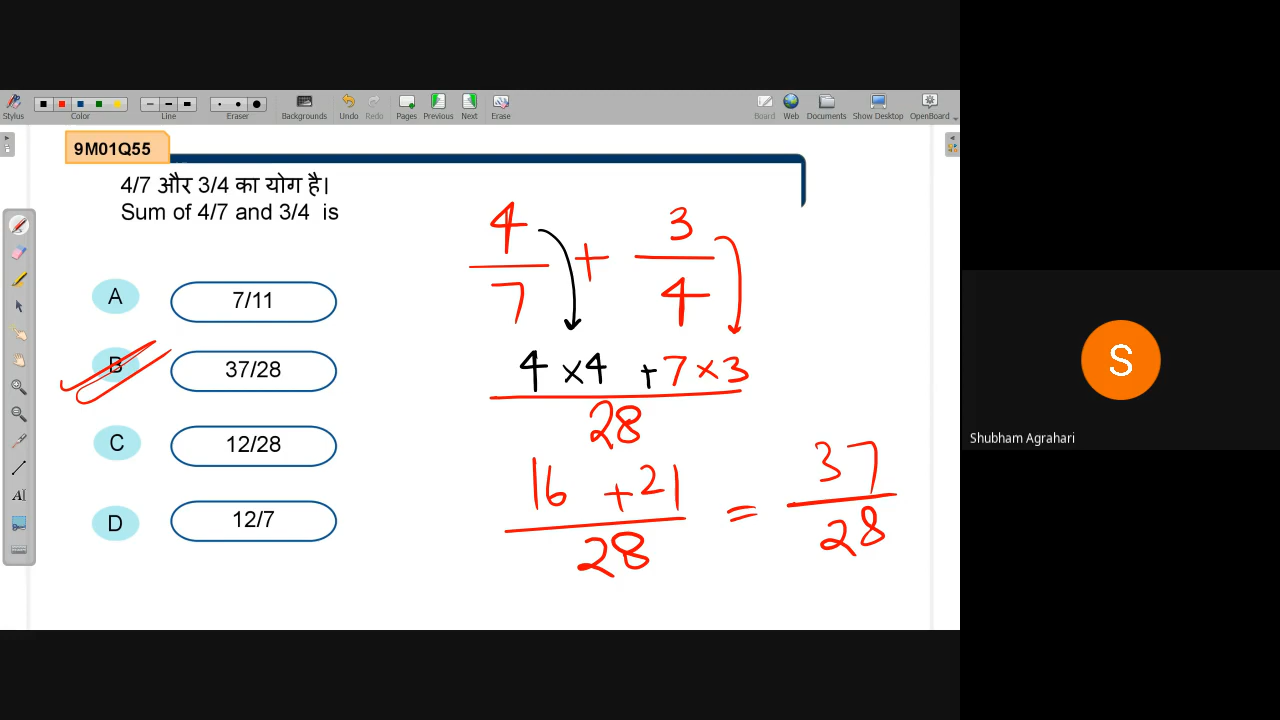 Stylus Color Line Eraser Backgrounds Undo Redo Pages Previous Next Erase Board Web Documents Show Desktop OpenBoard
9M01Q55
4/7 और 3/4 का योग है।
Sum of 4/7 and 3/4 is
A 7/11
B 37/28
C 12/28
D 12/7
4/7 + 3/4
4 × 4 + 7 × 3
28
16 + 21
28
= 37/28
AI
S
Shubham Agrahari